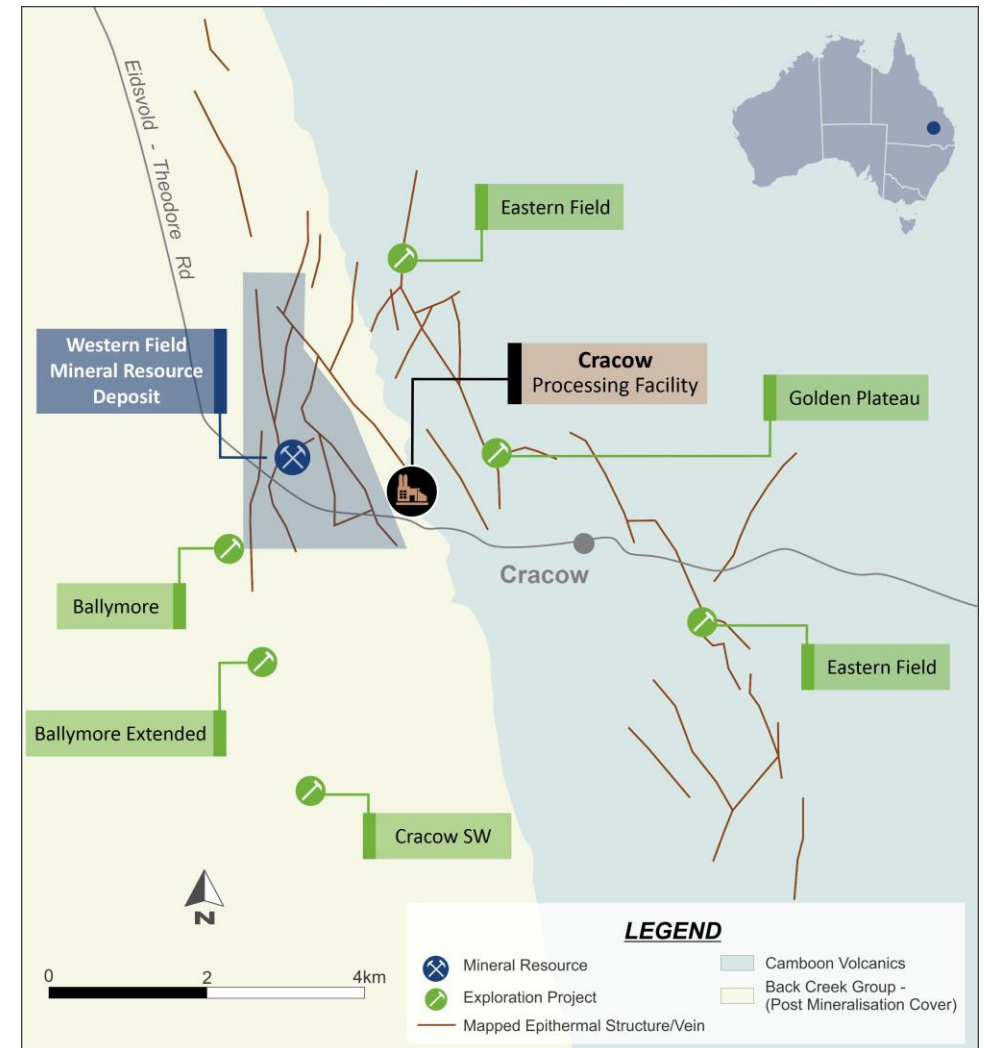 Eidsvold - Theodore Rd
Eastern Field
Western Field
Mineral Resource
Deposit
Cracow
Processing Facility
Golden Plateau
Cracow
Ballymore
Eastern Field
Ballymore Extended
Cracow SW
N
0 2 4km
LEGEND
Mineral Resource
Exploration Project
Mapped Epithermal Structure/Vein
Camboon Volcanics
Back Creek Group -
(Post Mineralisation Cover)